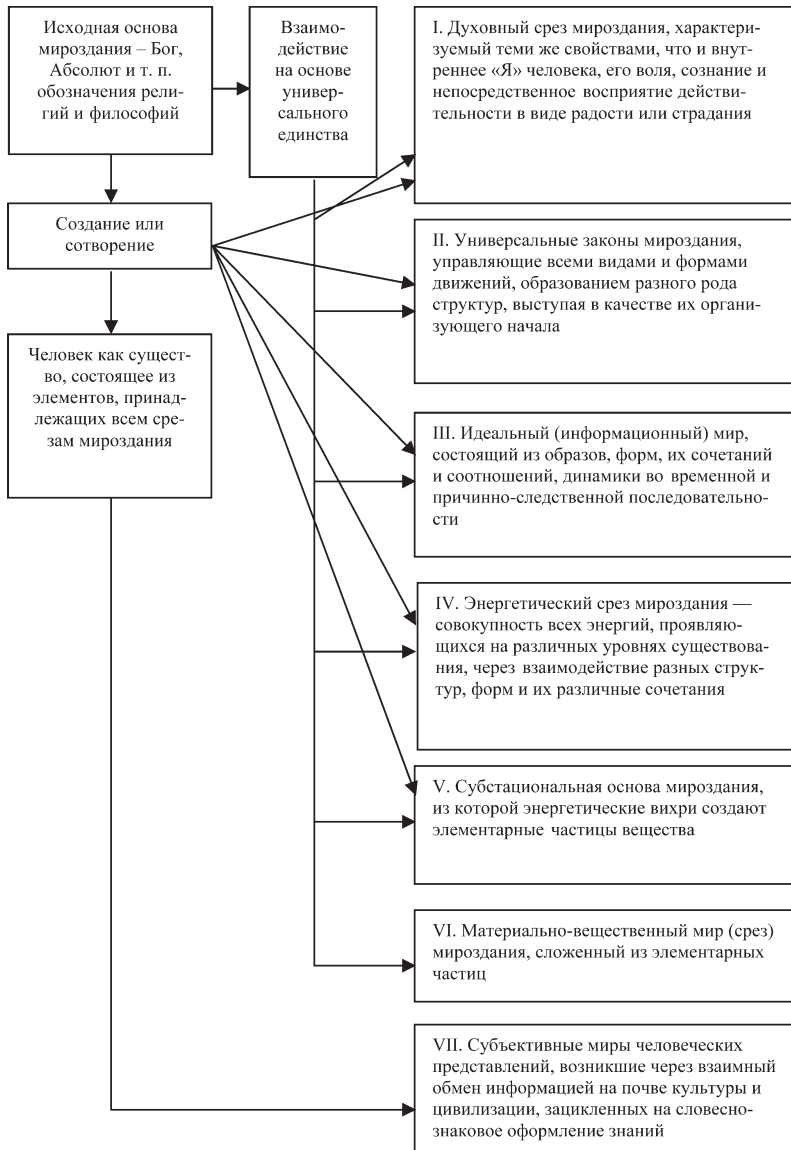 Исходная основа
мироздания – Бог,
Абсолют и т. п.
обозначения рели-
гий и философий
Взаимо-
действие
на основе
универ-
сального
единства
I. Духовный срез мироздания, характери-
зуемый теми же свойствами, что и внут-
реннее «Я» человека, его воля, сознание и
непосредственное восприятие действи-
тельности в виде радости или страдания
Создание или
сотворение
II. Универсальные законы мироздания,
управляющие всеми видами и формами
движений, образованием разного рода
структур, выступая в качестве их органи-
зующего начала
Человек как сущест-
во, состоящее из
элементов, принад-
лежащих всем сре-
зам мироздания
III. Идеальный (информационный) мир,
состоящий из образов, форм, их сочетаний
и соотношений, динамики во временной и
причинно-следственной последовательно-
сти
IV. Энергетический срез мироздания —
совокупность всех энергий, проявляю-
щихся на различных уровнях существова-
ния, через взаимодействие разных струк-
тур, форм и их различные сочетания
V. Субстациональная основа мироздания,
из которой энергетические вихри создают
элементарные частицы вещества
VI. Материально-вещественный мир (срез)
мироздания, сложенный из элементарных
частиц
VII. Субъективные миры человеческих
представлений, возникшие через взаимный
обмен информацией на почве культуры и
цивилизации, зацикленных на словесно-
знаковое оформление знаний